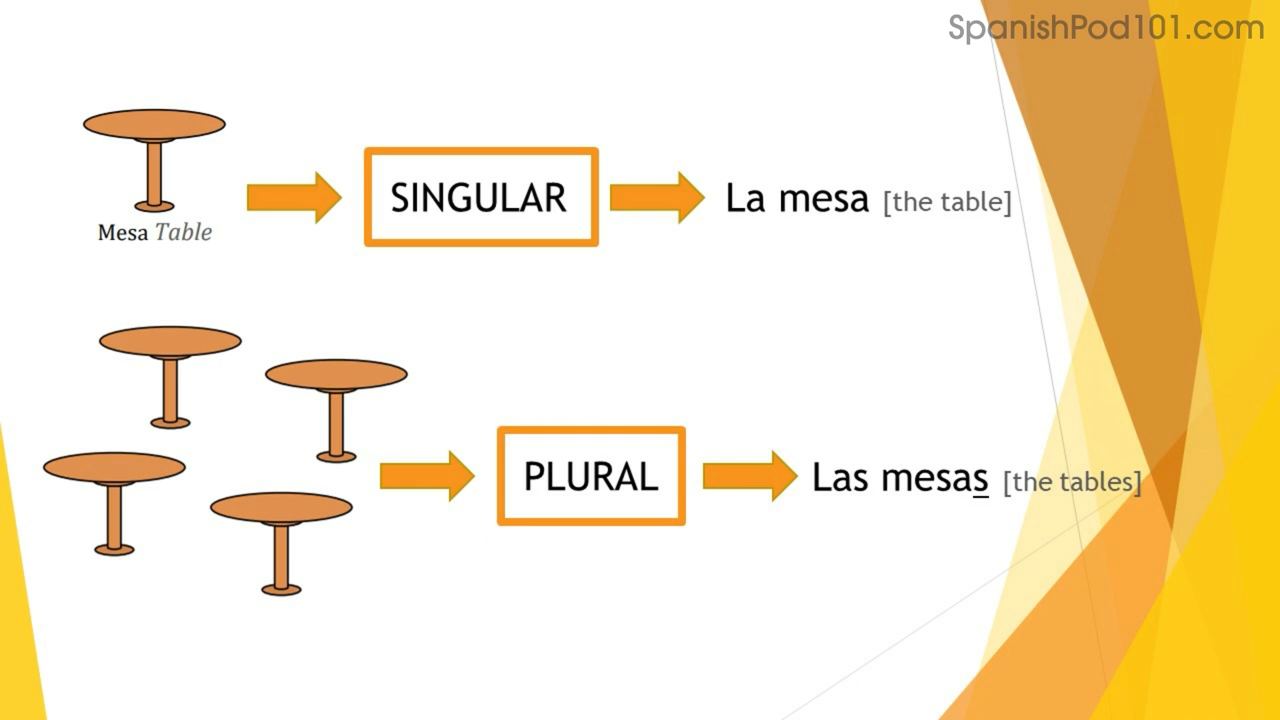 SpanishPod101.com
SINGULAR
La mesa [the table]
Mesa Table
PLURAL
Las mesas [the tables]